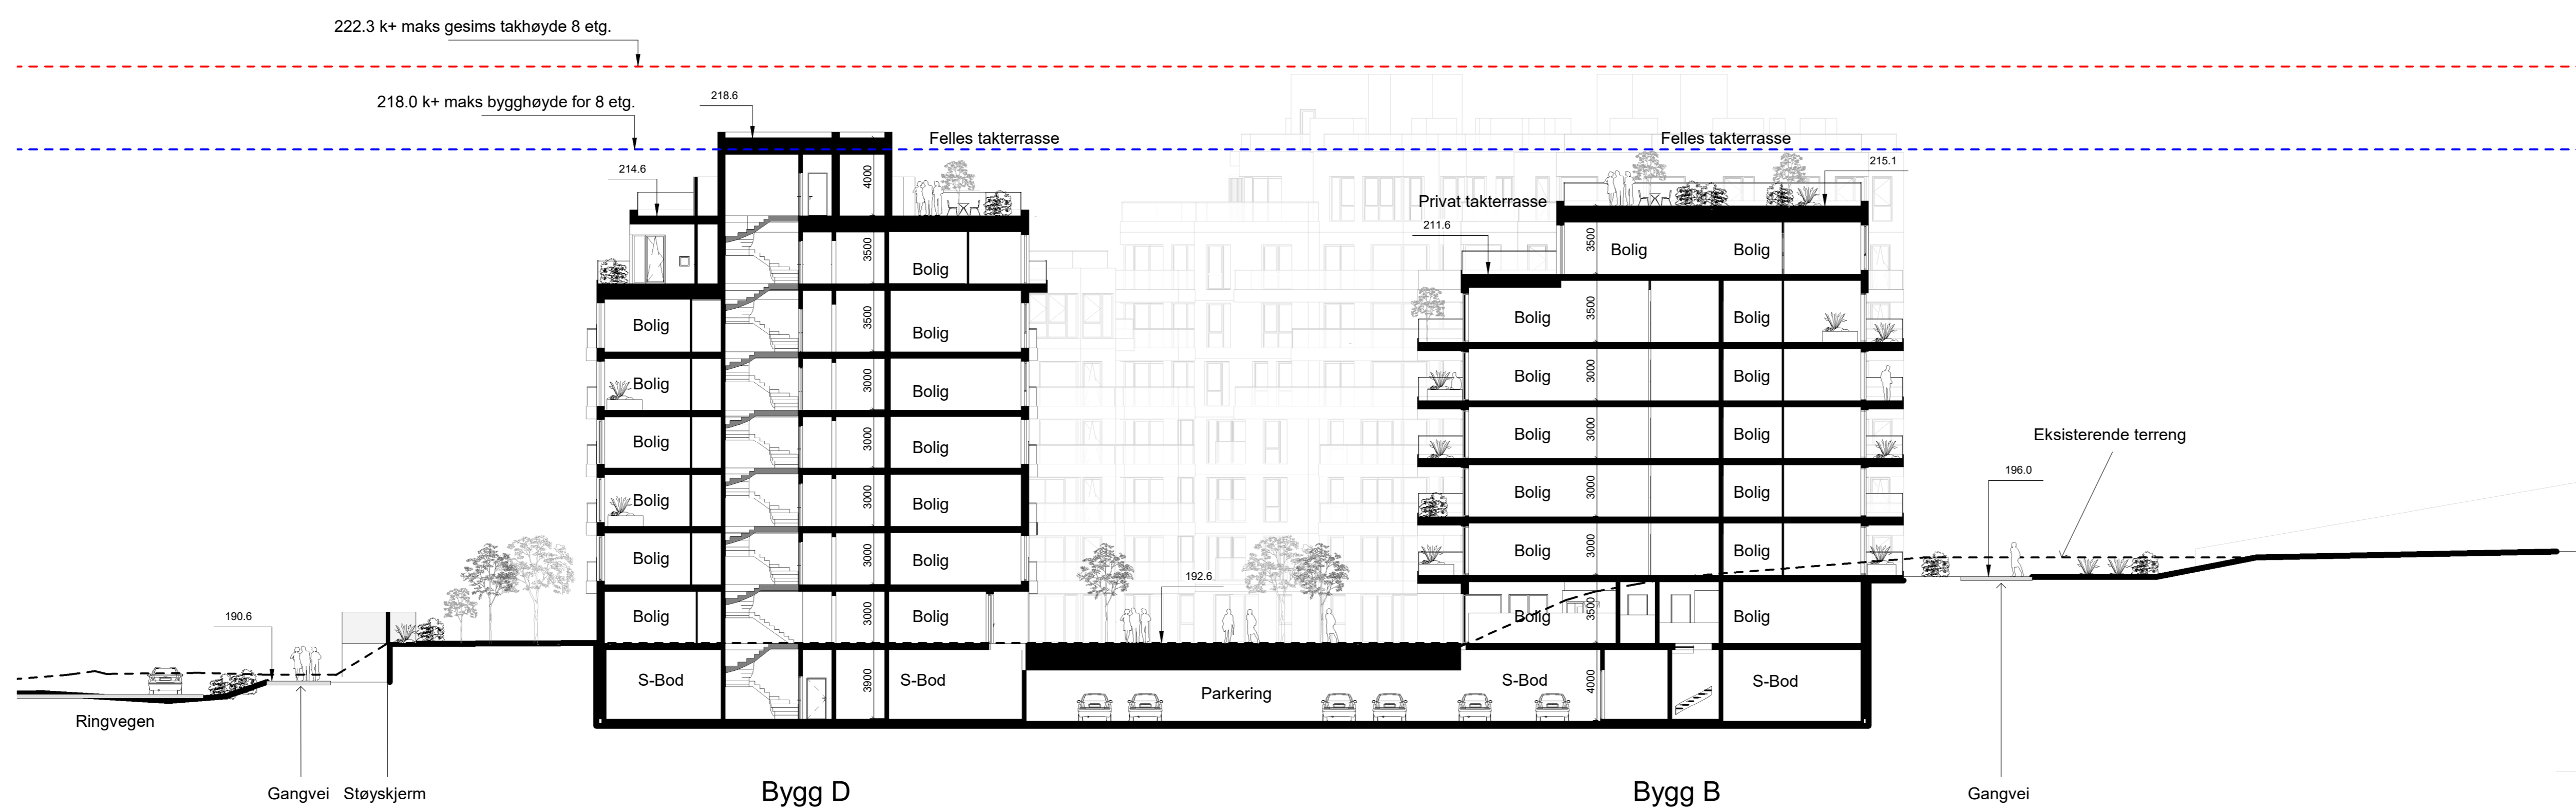 222.3 k+ maks gesims takhøyde 8 etg.
218.0 k+ maks bygghøyde for 8 etg.
218.6
Felles takterrasse
Felles takterrasse
215.1
214.6
4000
Privat takterrasse
211.6
3500
Bolig
3500
Bolig
Bolig
Bolig
3500
Bolig
Bolig
3500
Bolig
Bolig
3000
Bolig
Bolig
3000
Bolig
Bolig
3000
Bolig
Bolig
3000
Bolig
Eksisterende terreng
196.0
Bolig
3000
Bolig
Bolig
3000
Bolig
Bolig
3000
Bolig
Bolig
3000
Bolig
192.6
190.6
Bolig
3000
Bolig
Bolig
3500
Bolig
S-Bod
3900
S-Bod
Parkering
S-Bod
4000
S-Bod
Ringvegen
Gangvei
Støyskjerm
Bygg D
Bygg B
Gangvei